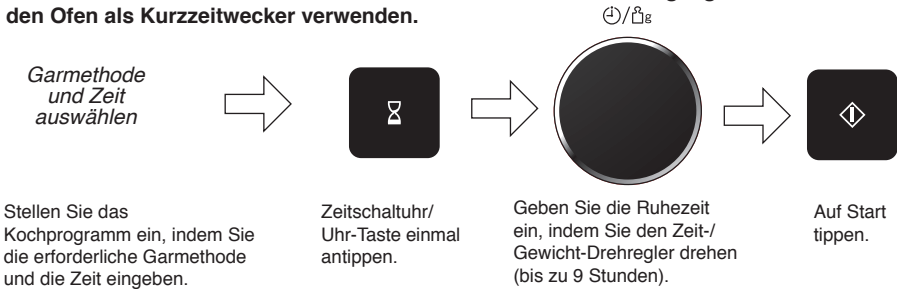 den Ofen als Kurzzeitwecker verwenden.
/ g
Garmethode
und Zeit
auswählen
Stellen Sie das
Kochprogramm ein, indem Sie
die erforderliche Garmethode
und die Zeit eingeben.
Zeitschaltuhr/
Uhr-Taste einmal
antippen.
Geben Sie die Ruhezeit
ein, indem Sie den Zeit-/
Gewicht-Drehregler drehen
(bis zu 9 Stunden).
Auf Start
tippen.